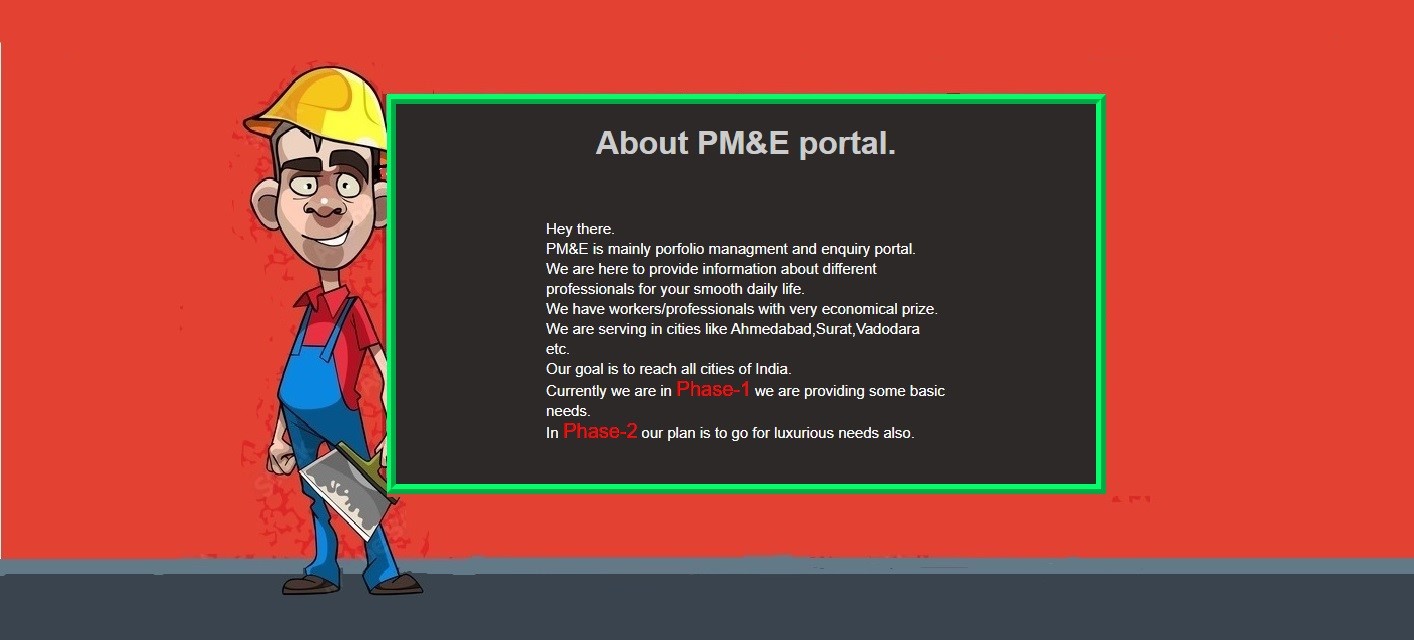 About PM&E portal.
Hey there.
PM&E is mainly porfolio managment and enquiry portal.
We are here to provide information about different
professionals for your smooth daily life.
We have workers/professionals with very economical prize.
We are serving in cities like Ahmedabad,Surat,Vadodara
etc.
Our goal is to reach all cities of India.
Currently we are in Phase-1 we are providing some basic
needs.
In Phase-2 our plan is to go for luxurious needs also.